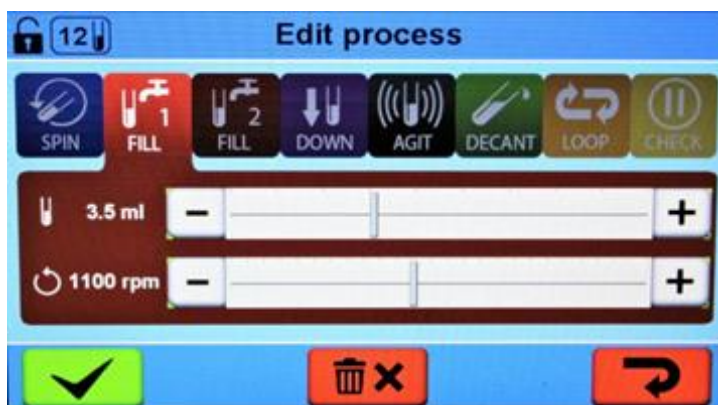 12
Edit process
SPIN
1
FILL
2
FILL
DOWN
AGIT
DECANT
LOOP
CHECK
3.5 ml
−
+
1100 rpm
−
+